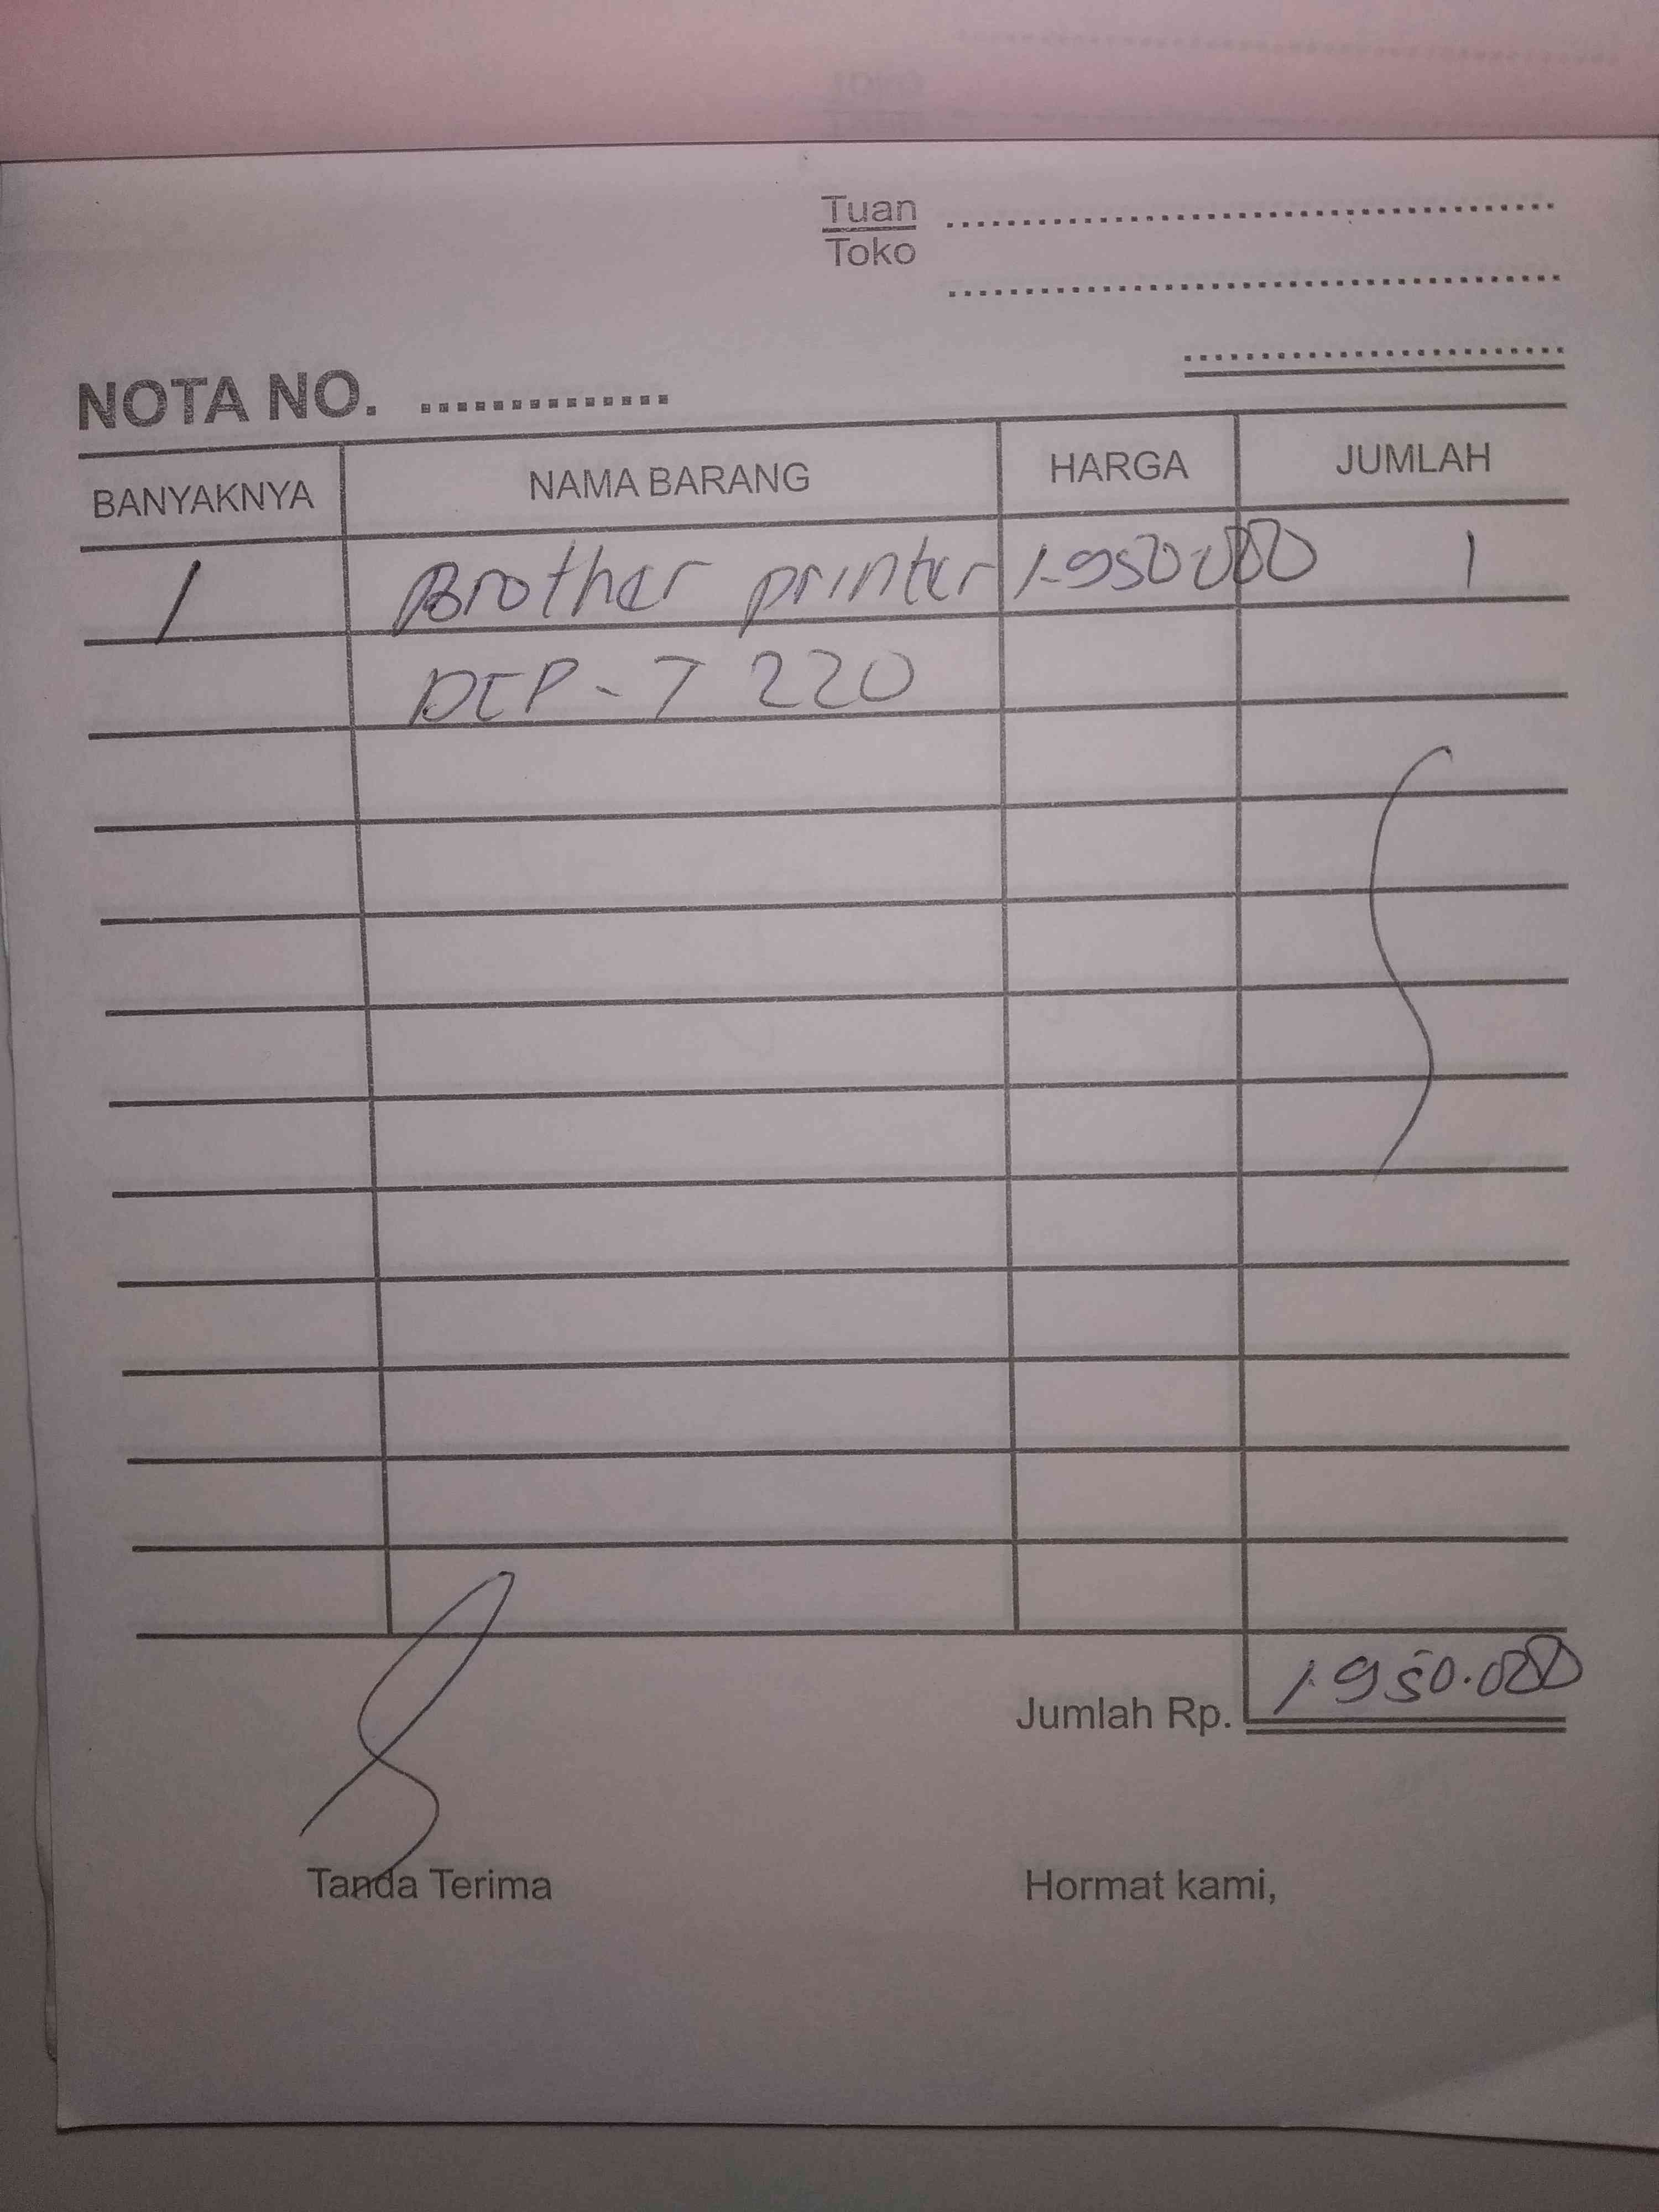 Tuan
Toko
NOTA NO.
BANYAKNYA NAMA BARANG HARGA JUMLAH
1 Brother printer 1.950.000 1
DCP - T 220
Jumlah Rp. 1.950.000
Tanda Terima Hormat kami,